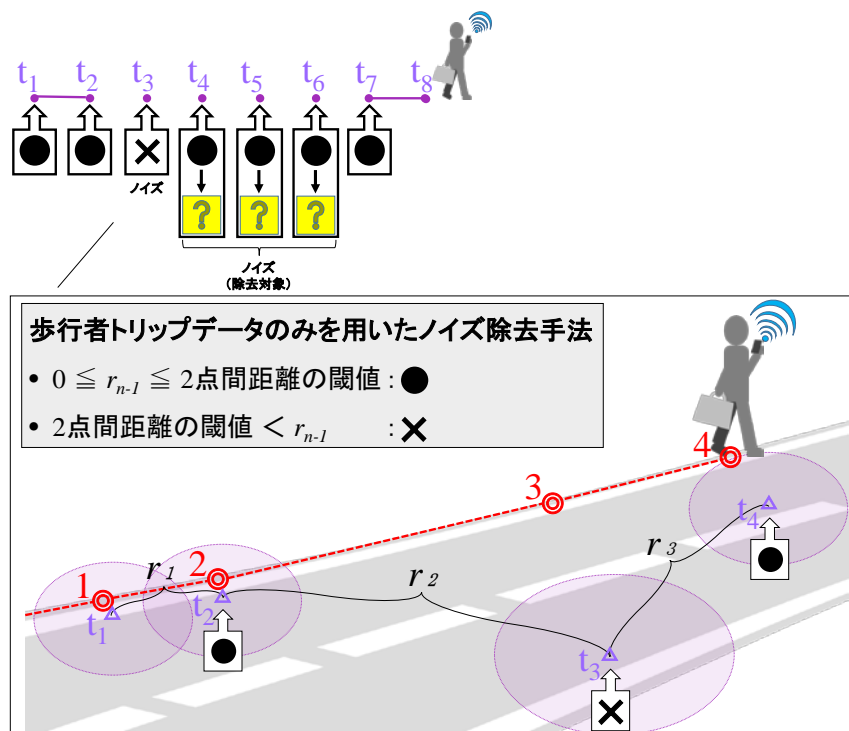 t1 t2 t3 t4 t5 t6 t7 t8
ノイズ
? ? ?
ノイズ
(除去対象)
歩行者トリップデータのみを用いたノイズ除去手法
• 0 ≦ rn-1 ≦ 2点間距離の閾値 : ●
• 2点間距離の閾値 < rn-1 : ×
4
3
t4
2
r3
1
r1
r2
t2
t1
t3